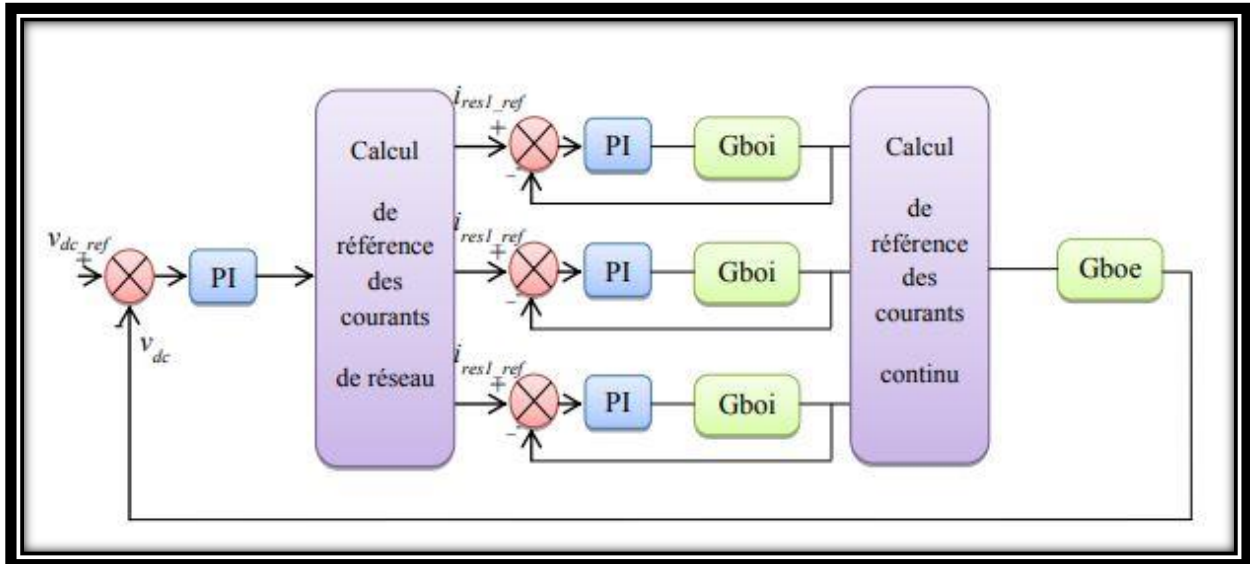 v_dc_ref
+
-
v_dc
PI
Calcul
de
référence
des
courants
de réseau
i_res1_ref
+
-
PI
Gboi
i_res1_ref
+
-
PI
Gboi
i_res1_ref
+
-
PI
Gboi
Calcul
de
référence
des
courants
continu
Gboe